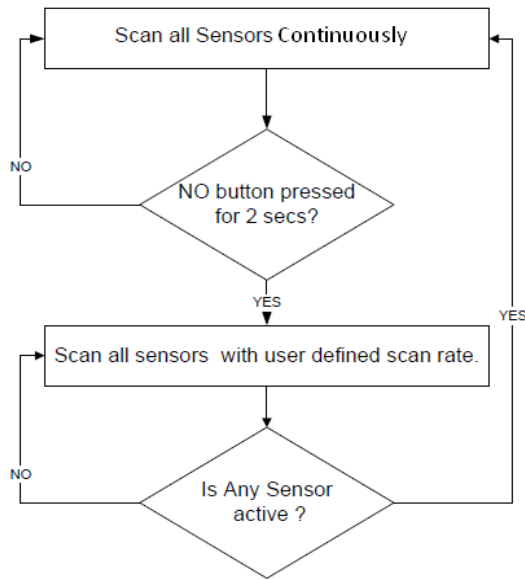 Scan all Sensors Continuously
NO
NO button pressed
for 2 secs?
YES
YES
Scan all sensors with user defined scan rate.
NO
Is Any Sensor
active ?